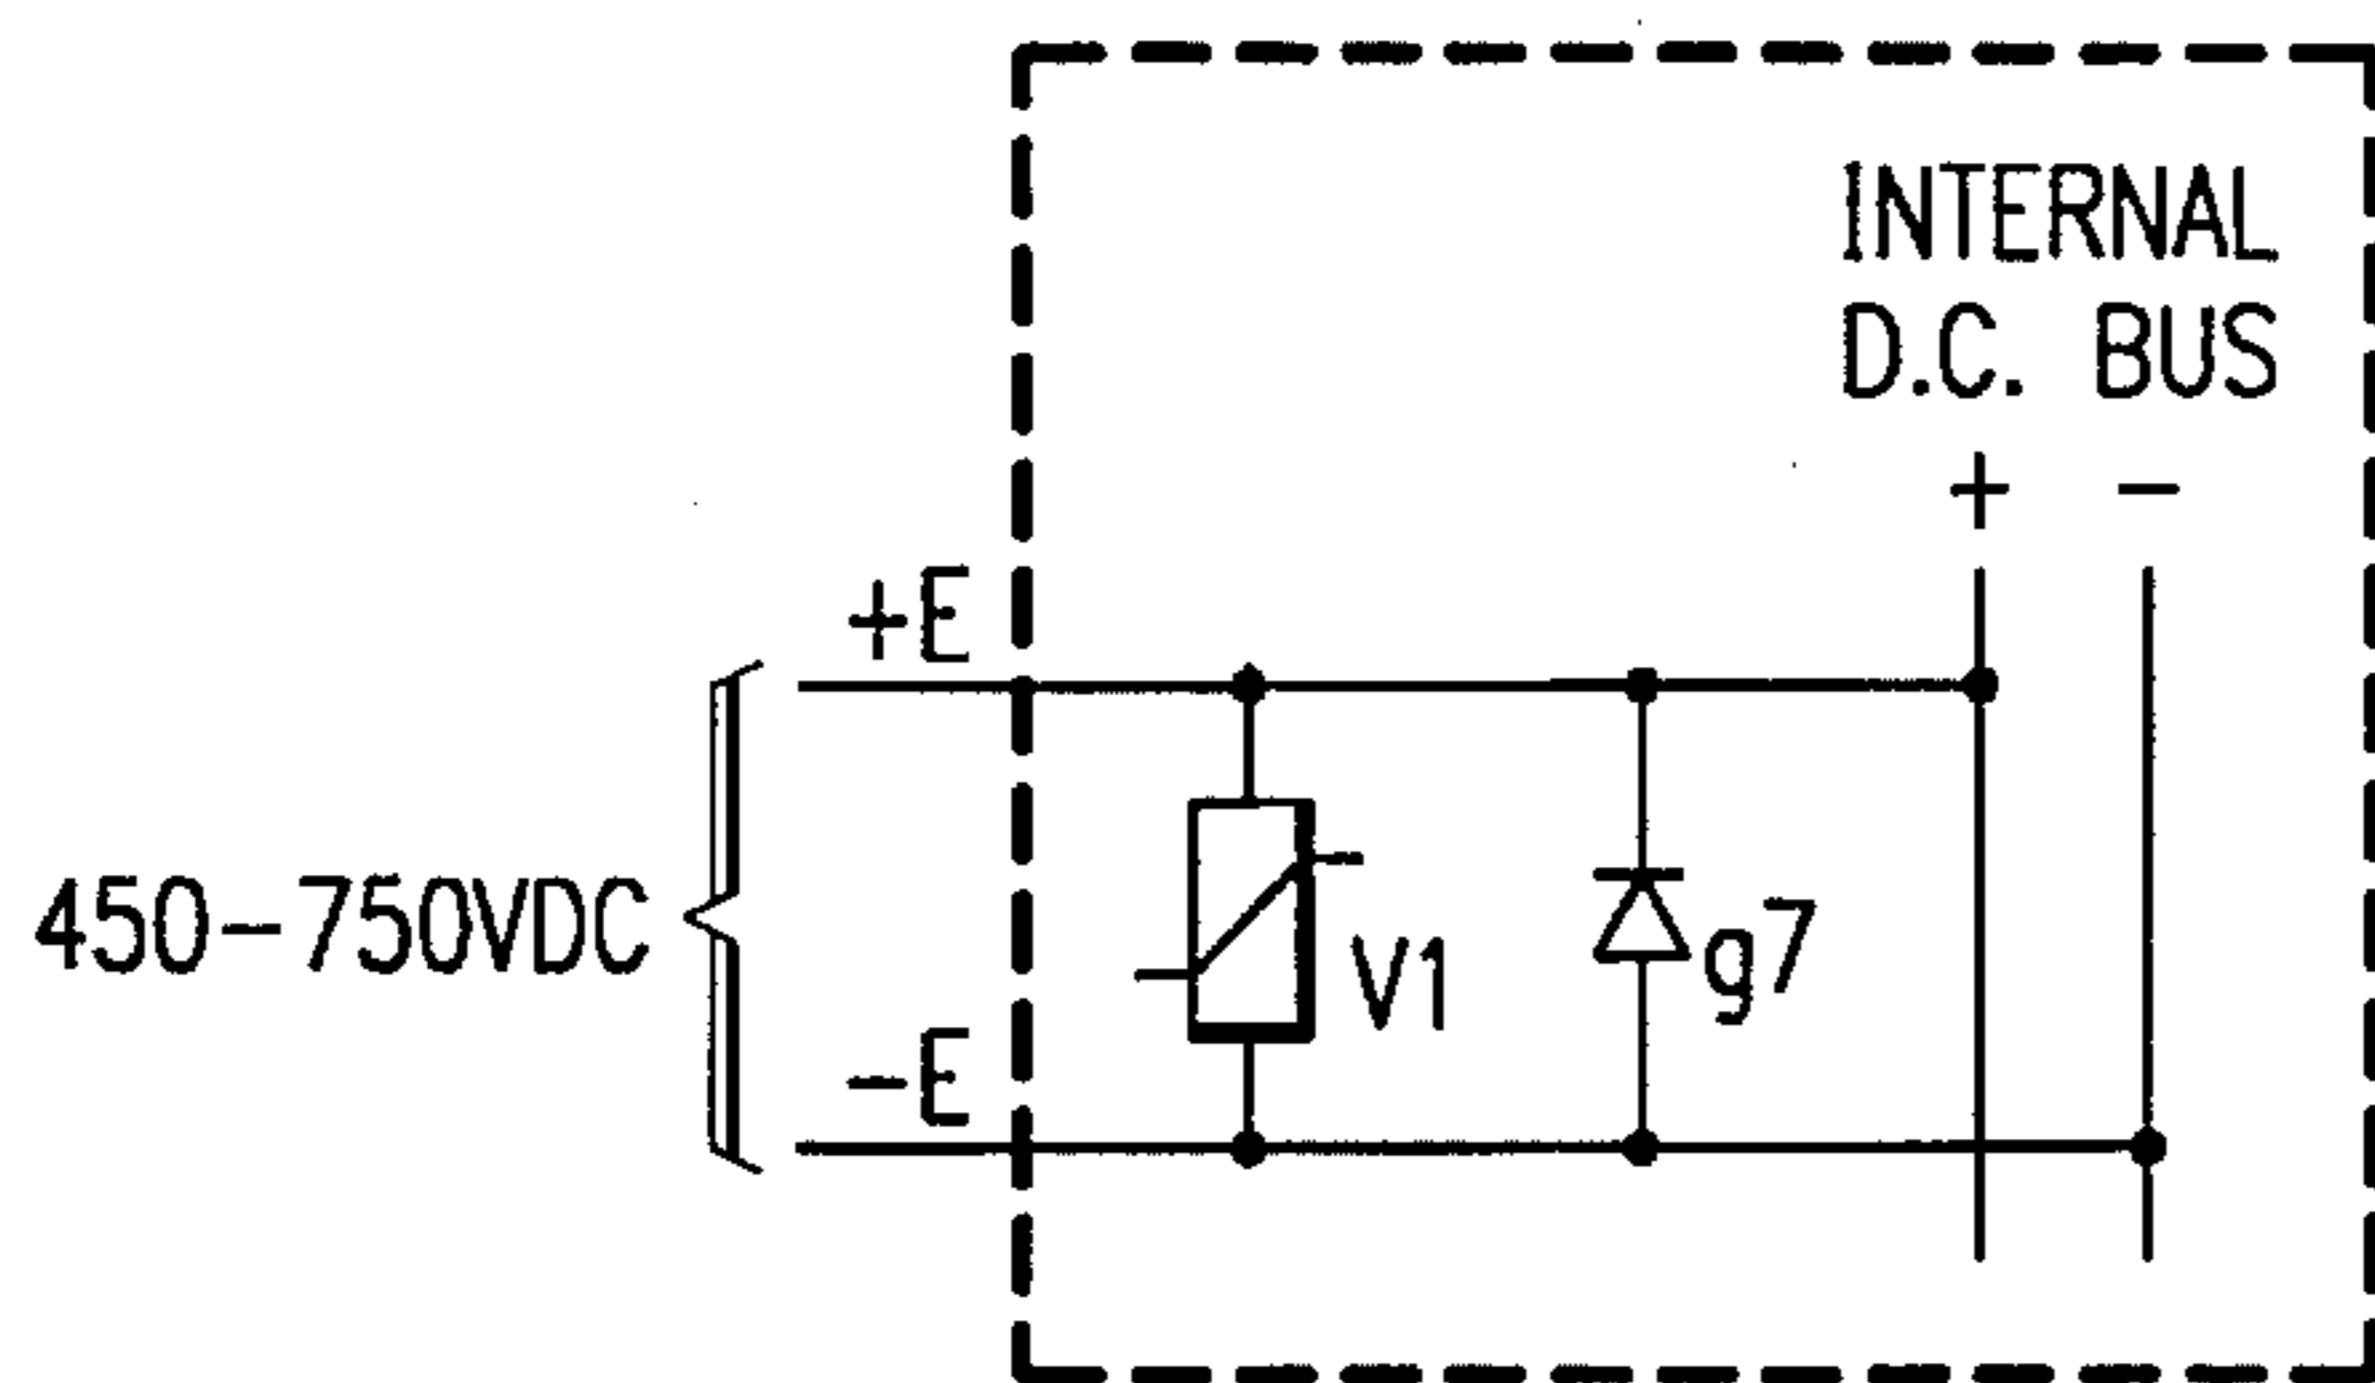 INTERNAL
D.C. BUS
+ -
+E
450-750VDC
V1
g7
-E